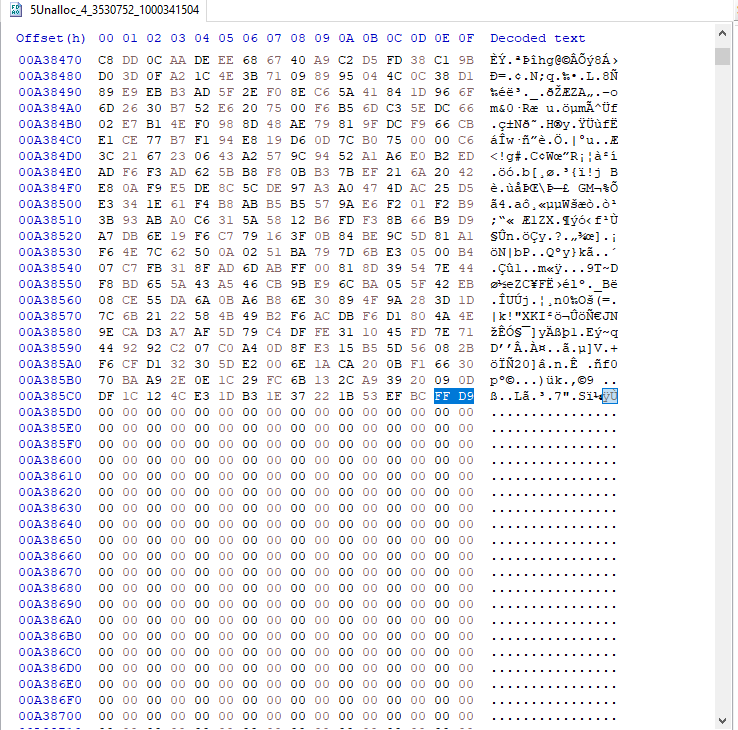 5Unalloc_4_3530752_1000341504
Offset(h) 00 01 02 03 04 05 06 07 08 09 0A 0B 0C 0D 0E 0F Decoded text
00A38470 C8 DD 0C AA DE EE 68 67 40 A9 C2 D5 FD 38 C1 9B ÈÝ.ªÞîhg@©ÂÕý8Á›
00A38480 D0 3D 0F A2 1C 4E 3B 71 09 89 95 04 4C 0C 38 D1 Ð=.¢.N;q.‰•.L.8Ñ
00A38490 89 E9 EB B3 AD 5F 2E F0 8E C6 5A 41 84 1D 96 6F ‰éë³._.ðŽÆZA„.–o
00A384A0 6D 26 30 B7 52 E6 20 75 00 F6 B5 6D C3 5E DC 66 m&0·Ræ u.öµmÃ^Üf
00A384B0 02 E7 B1 4E F0 98 8D 48 AE 79 81 9F DC F9 66 CB .ç±Nð˜.H®y.ŸÜùfË
00A384C0 E1 CE 77 B7 F1 94 E8 19 D6 0D 7C B0 75 00 00 C6 áÎw·ñ”è.Ö.|°u..Æ
00A384D0 3C 21 67 23 06 43 A2 57 9C 94 52 A1 A6 E0 B2 ED <!g#.C¢Wœ”R¡¦à²í
00A384E0 AD F6 F3 AD 62 5B B8 F8 0B B3 7B EF 21 6A 20 42 .öó.b[¸ø.³{ï!j B
00A384F0 E8 0A F9 E5 DE 8C 5C DE 97 A3 A0 47 4D AC 25 D5 è.ùåÞŒ\Þ—£ GM¬%Õ
00A38500 E3 34 1E 61 F4 B8 AB B5 B5 57 9A E6 F2 01 F2 B9 ã4.aô¸«µµWšæò.ò¹
00A38510 3B 93 AB A0 C6 31 5A 58 12 B6 FD F3 8B 66 B9 D9 ;“« Æ1ZX.¶ýó‹f¹Ù
00A38520 A7 DB 6E 19 F6 C7 79 16 3F 0B 84 BE 9C 5D 81 A1 §Ûn.öÇy.?.„¾œ].¡
00A38530 F6 4E 7C 62 50 0A 02 51 BA 79 7D 6B E3 05 00 B4 öN|bP..Qºy}kã..´
00A38540 07 C7 FB 31 8F AD 6D AB FF 00 81 8D 39 54 7E 44 .Çû1..m«ÿ...9T~D
00A38550 F8 BD 65 5A 43 A5 46 CB 9B E9 6C BA 05 5F 42 EB ø½eZC¥FË›élº._Bë
00A38560 08 CE 55 DA 6A 0B A6 B8 6E 30 89 4F 9A 28 3D 1D .ÎUÚj.¦¸n0‰Oš(=.
00A38570 7C 6B 21 22 58 4B 49 B2 F6 AC DB F6 D1 80 4A 4E |k!"XKI²ö¬ÛöÑ€JN
00A38580 9E CA D3 A7 AF 5D 79 C4 DF FE 31 10 45 FD 7E 71 žÊÓ§¯]yÄßþ1.Eý~q
00A38590 44 92 92 C2 07 C0 A4 0D 8F E3 15 B5 5D 56 08 2B D’’Â.À¤..ã.µ]V.+
00A385A0 F6 CF D1 32 30 5D E2 00 6E 1A CA 20 0B F1 66 30 öÏÑ20]â.n.Ê .ñf0
00A385B0 70 BA A9 2E 0E 1C 29 FC 6B 13 2C A9 39 20 09 0D pº©...)ük.,©9 ..
00A385C0 DF 1C 12 4C E3 1D B3 1E 37 22 1B 53 EF BC FF D9 ß..Lã.³.7".Sï¼ÿÙ
00A385D0 00 00 00 00 00 00 00 00 00 00 00 00 00 00 00 00 ................
00A385E0 00 00 00 00 00 00 00 00 00 00 00 00 00 00 00 00 ................
00A385F0 00 00 00 00 00 00 00 00 00 00 00 00 00 00 00 00 ................
00A38600 00 00 00 00 00 00 00 00 00 00 00 00 00 00 00 00 ................
00A38610 00 00 00 00 00 00 00 00 00 00 00 00 00 00 00 00 ................
00A38620 00 00 00 00 00 00 00 00 00 00 00 00 00 00 00 00 ................
00A38630 00 00 00 00 00 00 00 00 00 00 00 00 00 00 00 00 ................
00A38640 00 00 00 00 00 00 00 00 00 00 00 00 00 00 00 00 ................
00A38650 00 00 00 00 00 00 00 00 00 00 00 00 00 00 00 00 ................
00A38660 00 00 00 00 00 00 00 00 00 00 00 00 00 00 00 00 ................
00A38670 00 00 00 00 00 00 00 00 00 00 00 00 00 00 00 00 ................
00A38680 00 00 00 00 00 00 00 00 00 00 00 00 00 00 00 00 ................
00A38690 00 00 00 00 00 00 00 00 00 00 00 00 00 00 00 00 ................
00A386A0 00 00 00 00 00 00 00 00 00 00 00 00 00 00 00 00 ................
00A386B0 00 00 00 00 00 00 00 00 00 00 00 00 00 00 00 00 ................
00A386C0 00 00 00 00 00 00 00 00 00 00 00 00 00 00 00 00 ................
00A386D0 00 00 00 00 00 00 00 00 00 00 00 00 00 00 00 00 ................
00A386E0 00 00 00 00 00 00 00 00 00 00 00 00 00 00 00 00 ................
00A386F0 00 00 00 00 00 00 00 00 00 00 00 00 00 00 00 00 ................
00A38700 00 00 00 00 00 00 00 00 00 00 00 00 00 00 00 00 ................